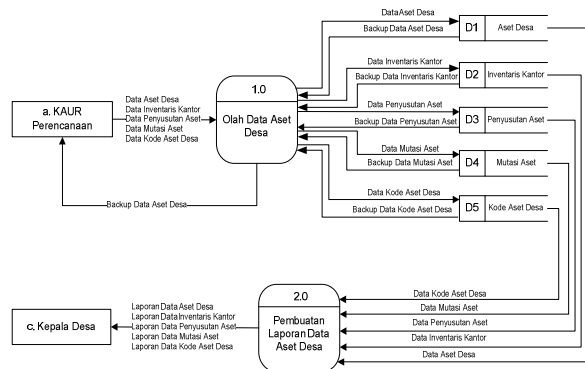 DataAset Desa
Backup Data Aset Desa
D1
Aset Desa
Data Inventaris Kantor
Backup Data Inventaris Kantor
D2
Inventaris Kantor
1.0
Olah Data Aset
Desa
a. KAUR
Perencanaan
Data Aset Desa
Data Inventaris Kantor
Data Penyusutan Aset
Data Mutasi Aset
Data Kode Aset Desa
Data Penyusutan Aset
Backup Data Penyusutan Aset
D3
Penyusutan Aset
Data Mutasi Aset
Backup Data Mutasi Aset
D4
Mutasi Aset
Data Kode Aset Desa
Backup Data Kode Aset Desa
D5
Kode Aset Desa
Backup Data Aset Desa
2.0
Pembuatan
Laporan Data
Aset Desa
c. Kepala Desa
Laporan Data Aset Desa
Laporan Data Inventaris Kantor
Laporan Data Penyusutan Aset
Laporan Data Mutasi Aset
Laporan Data Kode Aset Desa
Data Kode Aset Desa
Data Mutasi Aset
Data Penyusutan Aset
Data Inventaris Kantor
Data Aset Desa